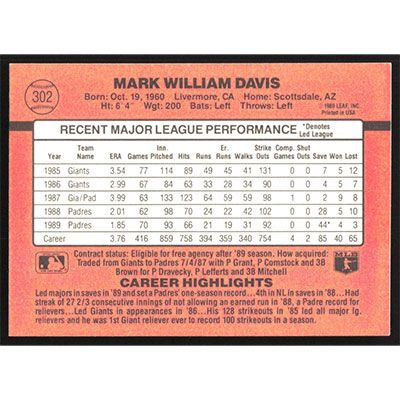 302
MARK WILLIAM DAVIS
Born: Oct. 19, 1960 Livermore, CA Home: Scottsdale, AZ
Ht: 6'4" Wgt: 200 Bats: Left Throws: Left
1989 LEAF, INC.
Printed in USA
RECENT MAJOR LEAGUE PERFORMANCE *Denotes Led League
Year Team Name ERA Games Inn. Pitched Hits Runs Er. Runs Walks Strike Outs Comp. Games Shut Outs Save Won Lost
1985 Giants 3.54 77 114 89 49 45 41 131 0 0 7 5 12
1986 Giants 2.99 67 84 63 33 28 34 90 0 0 4 5 7
1987 Gia/Pad 3.99 63 133 123 64 59 59 98 0 0 2 9 8
1988 Padres 2.01 62 98 70 24 22 42 102 0 0 28 5 10
1989 Padres 1.85 70 93 66 21 19 31 92 0 0 44* 4 3
Career 3.76 416 859 758 394 359 340 754 4 2 85 40 65
Contract status: Eligible for free agency after '89 season. How acquired:
Traded from Giants to Padres 7/4/87 with P Grant, P Comstock and 3B
Brown for P Dravecky, P Lefferts and 3B Mitchell
MLB
CAREER HIGHLIGHTS
Led majors in saves in '89 and set a Padres' one-season record...4th in NL in saves in '88...Had
streak of 27 2/3 consecutive innings of not allowing an earned run in '88, a Padre record for
relievers...Led Giants in appearances in '86...His 128 strikeouts in '85 led all major lg.
relievers and he was 1st Giant reliever ever to record 100 strikeouts in a season